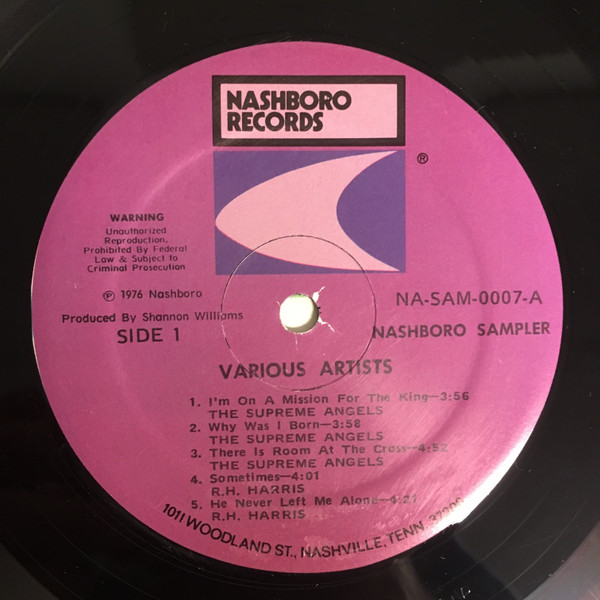 NASHBORO
RECORDS
®
WARNING
Unauthorized
Reproduction,
Prohibited By Federal
Law & Subject to
Criminal Prosecution
℗ 1976 Nashboro
Produced By Shannon Williams
SIDE 1
NA-SAM-0007-A
NASHBORO SAMPLER
VARIOUS ARTISTS
1. I'm On A Mission For The King—3:56
THE SUPREME ANGELS
2. Why Was I Born—3:58
THE SUPREME ANGELS
3. There Is Room At The Cross—4:52
THE SUPREME ANGELS
4. Sometimes—4:01
R.H. HARRIS
5. He Never Left Me Alone—4:21
R.H. HARRIS
1011 WOODLAND ST., NASHVILLE, TENN.